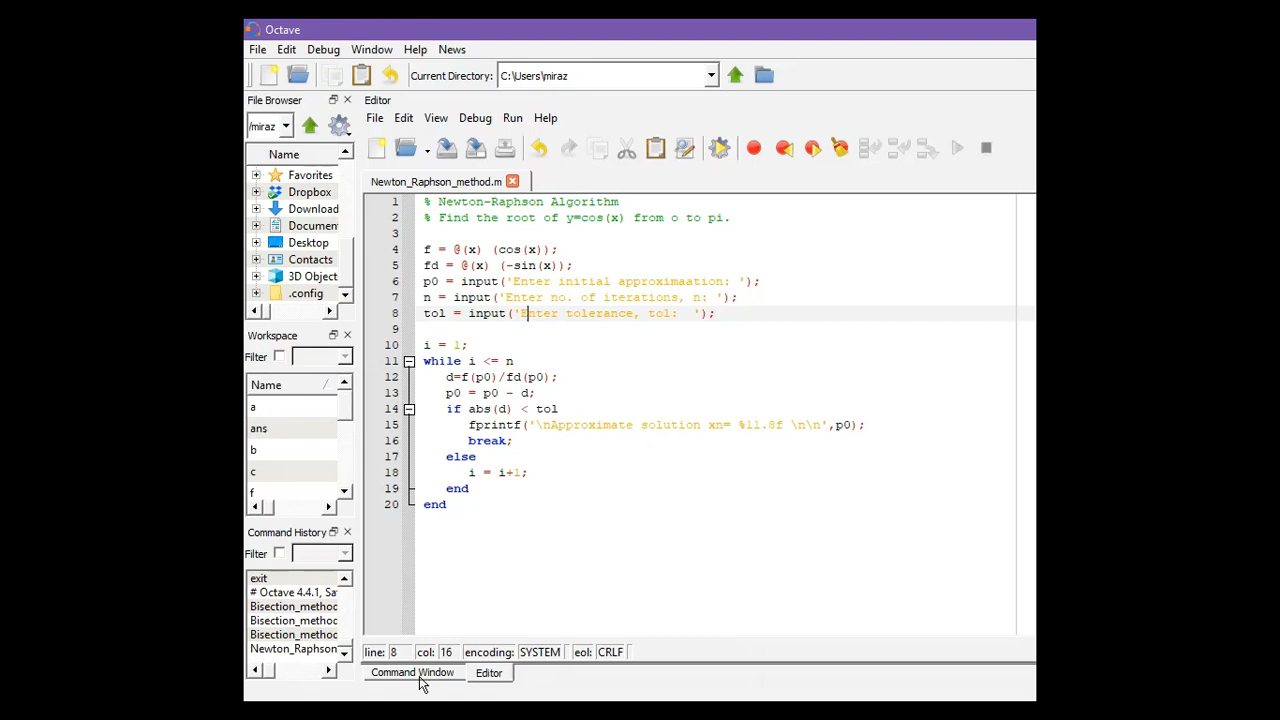 Octave
File Edit Debug Window Help News
Current Directory: C:\Users\miraz
File Browser
/miraz
Name
Favorites
Dropbox
Download
Documen
Desktop
Contacts
3D Object
.config
Workspace
Filter
Name
a
ans
b
c
f
Command History
Filter
exit
# Octave 4.4.1, Sa
Bisection_method
Bisection_method
Bisection_method
Newton_Raphson
Editor
File Edit View Debug Run Help
Newton_Raphson_method.m
1 % Newton-Raphson Algorithm
2 % Find the root of y=cos(x) from o to pi.
3
4 f = @(x) (cos(x));
5 fd = @(x) (-sin(x));
6 p0 = input('Enter initial approximaation: ');
7 n = input('Enter no. of iterations, n: ');
8 tol = input('Enter tolerance, tol:  ');
9
10 i = 1;
11 while i <= n
12 d=f(p0)/fd(p0);
13 p0 = p0 - d;
14 if abs(d) < tol
15 fprintf('\nApproximate solution xn= %11.8f \n\n',p0);
16 break;
17 else
18 i = i+1;
19 end
20 end
line: 8 col: 16 encoding: SYSTEM eol: CRLF
Command Window Editor